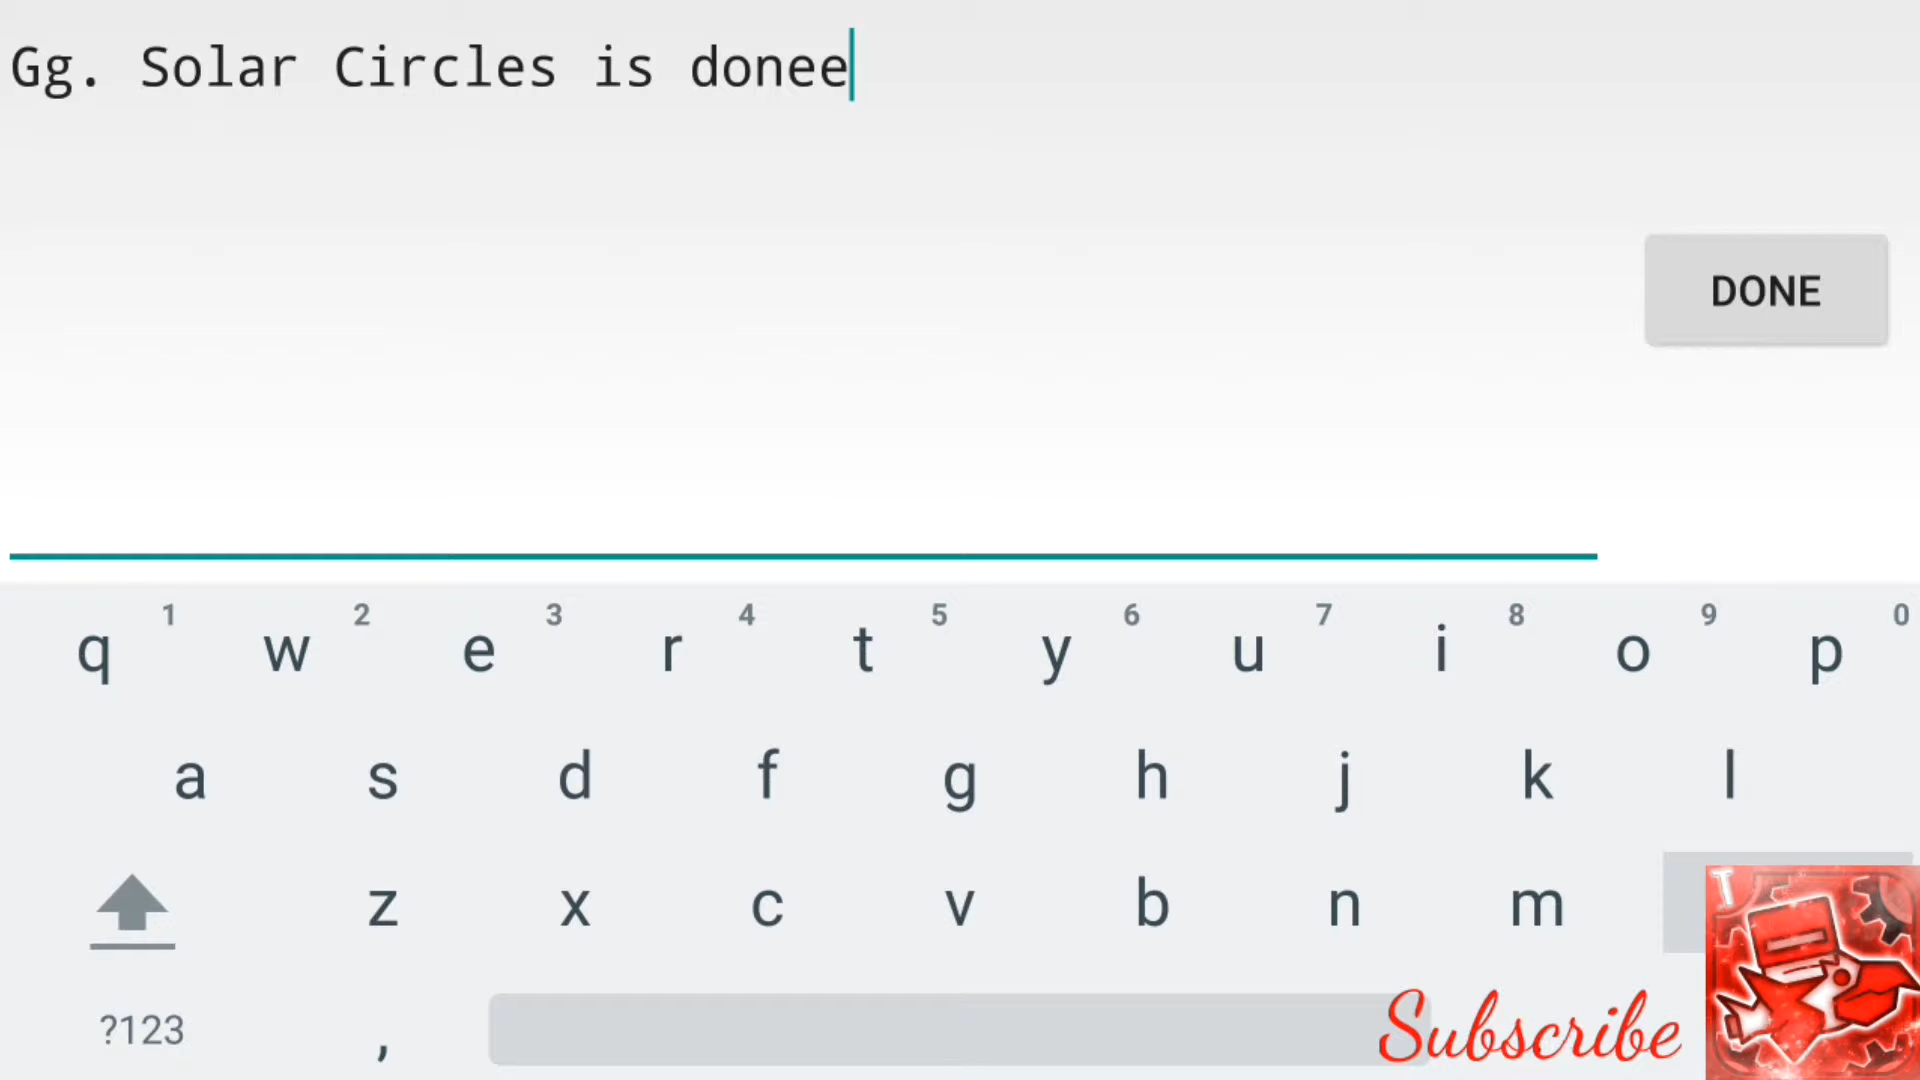 Gg. Solar Circles is donee
DONE
q 1 w 2 e 3 r 4 t 5 y 6 u 7 i 8 o 9 p 0
a s d f g h j k l
z x c v b n m
T
?123 ,
Subscribe